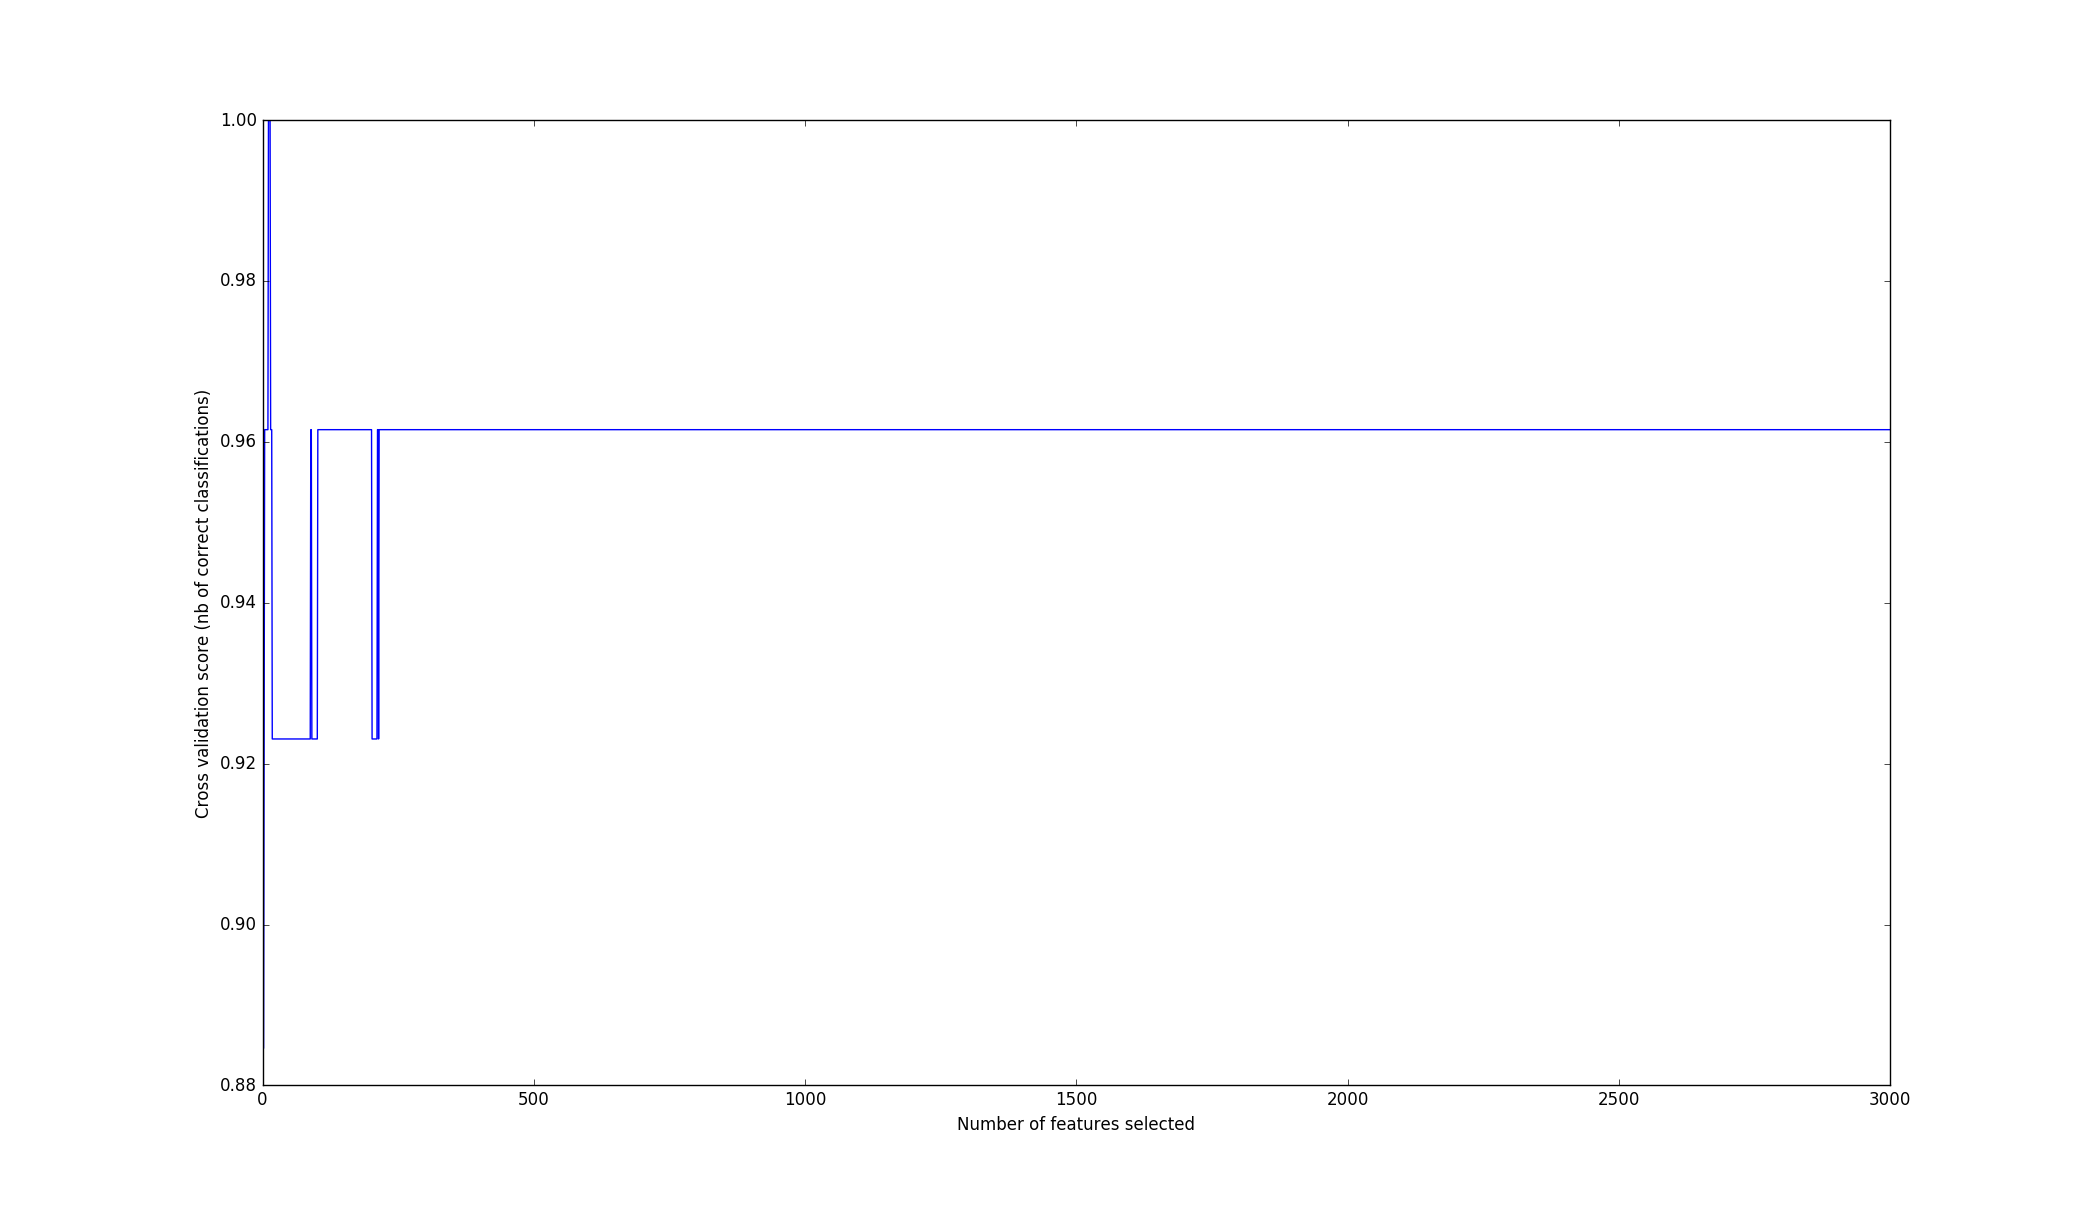 1.00
0.98
0.96
0.94
0.92
0.90
0.88
Cross validation score (nb of correct classifications)
0 500 1000 1500 2000 2500 3000
Number of features selected